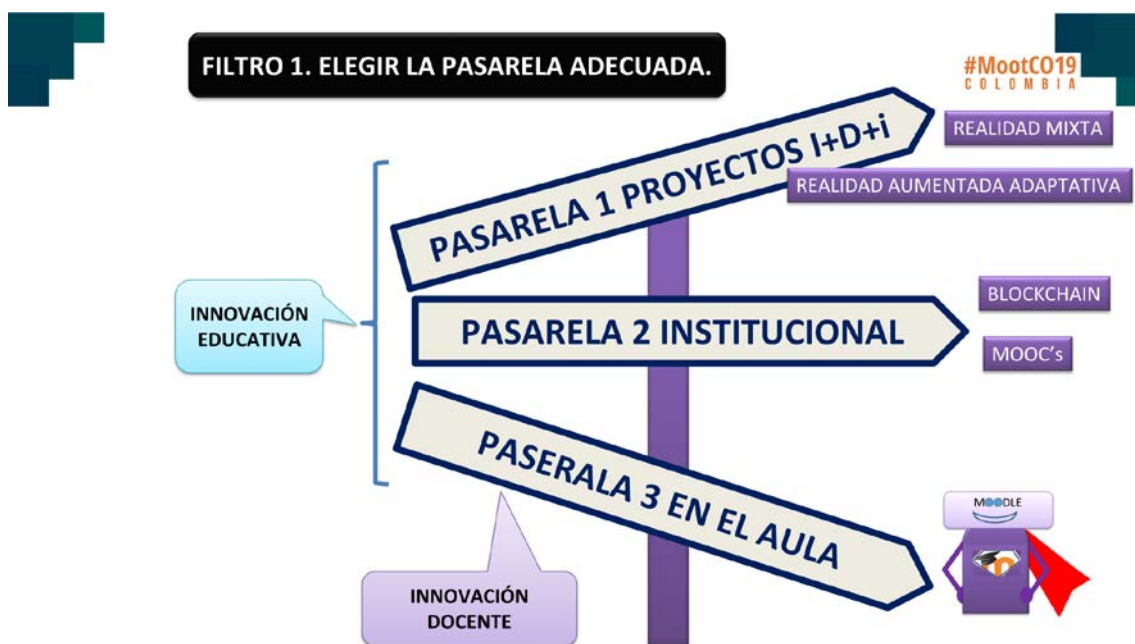 FILTRO 1. ELEGIR LA PASARELA ADECUADA.
#MootCO19
COLOMBIA
PASARELA 1 PROYECTOS I+D+i
REALIDAD MIXTA
REALIDAD AUMENTADA ADAPTATIVA
INNOVACIÓN
EDUCATIVA
PASARELA 2 INSTITUCIONAL
BLOCKCHAIN
MOOC's
PASERALA 3 EN EL AULA
MOODLE
INNOVACIÓN
DOCENTE